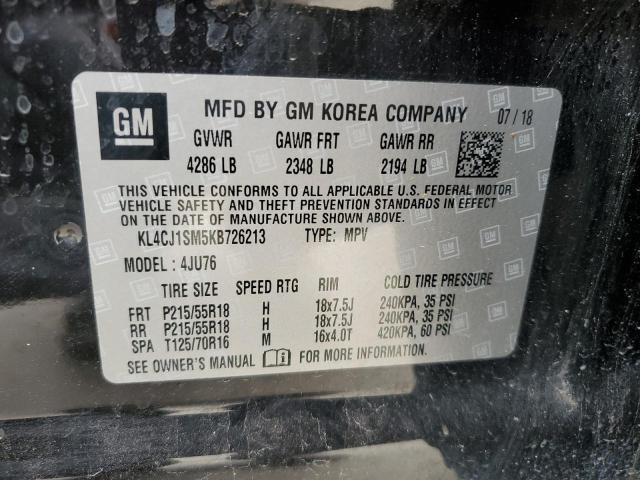 GM MFD BY GM KOREA COMPANY 07/18
GVWR GAWR FRT GAWR RR
4286 LB 2348 LB 2194 LB
THIS VEHICLE CONFORMS TO ALL APPLICABLE U.S. FEDERAL MOTOR
VEHICLE SAFETY AND THEFT PREVENTION STANDARDS IN EFFECT
ON THE DATE OF MANUFACTURE SHOWN ABOVE.
KL4CJ1SM5KB726213 TYPE: MPV
MODEL: 4JU76
TIRE SIZE SPEED RTG RIM COLD TIRE PRESSURE
FRT P215/55R18 H 18x7.5J 240KPA, 35 PSI
RR P215/55R18 H 18x7.5J 240KPA, 35 PSI
SPA T125/70R16 M 16x4.0T 420KPA, 60 PSI
SEE OWNER'S MANUAL FOR MORE INFORMATION.